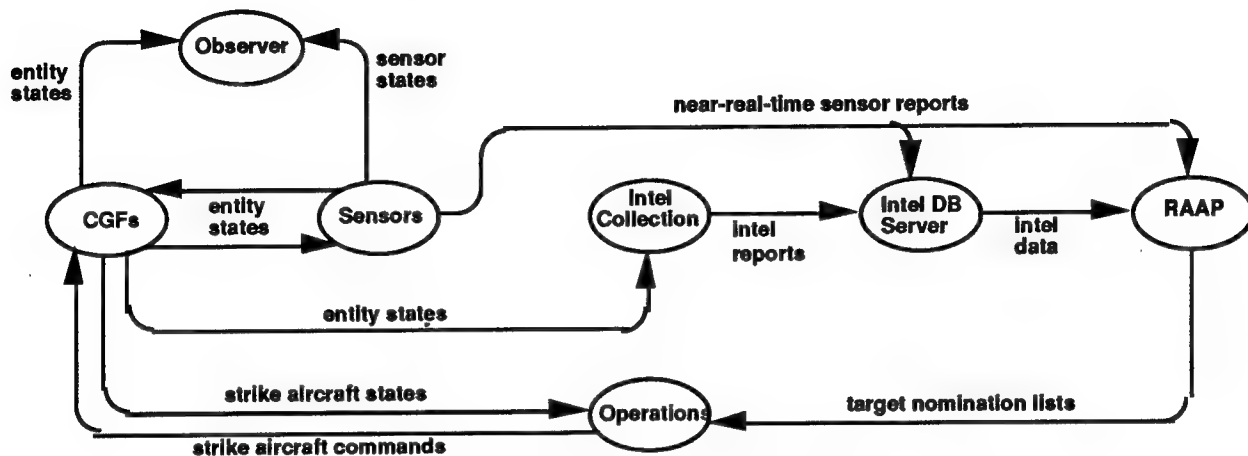 Observer
entity
states
sensor
states
near-real-time sensor reports
CGFs
entity
states
Sensors
Intel
Collection
intel
reports
Intel DB
Server
intel
data
RAAP
entity states
strike aircraft states
Operations
target nomination lists
strike aircraft commands